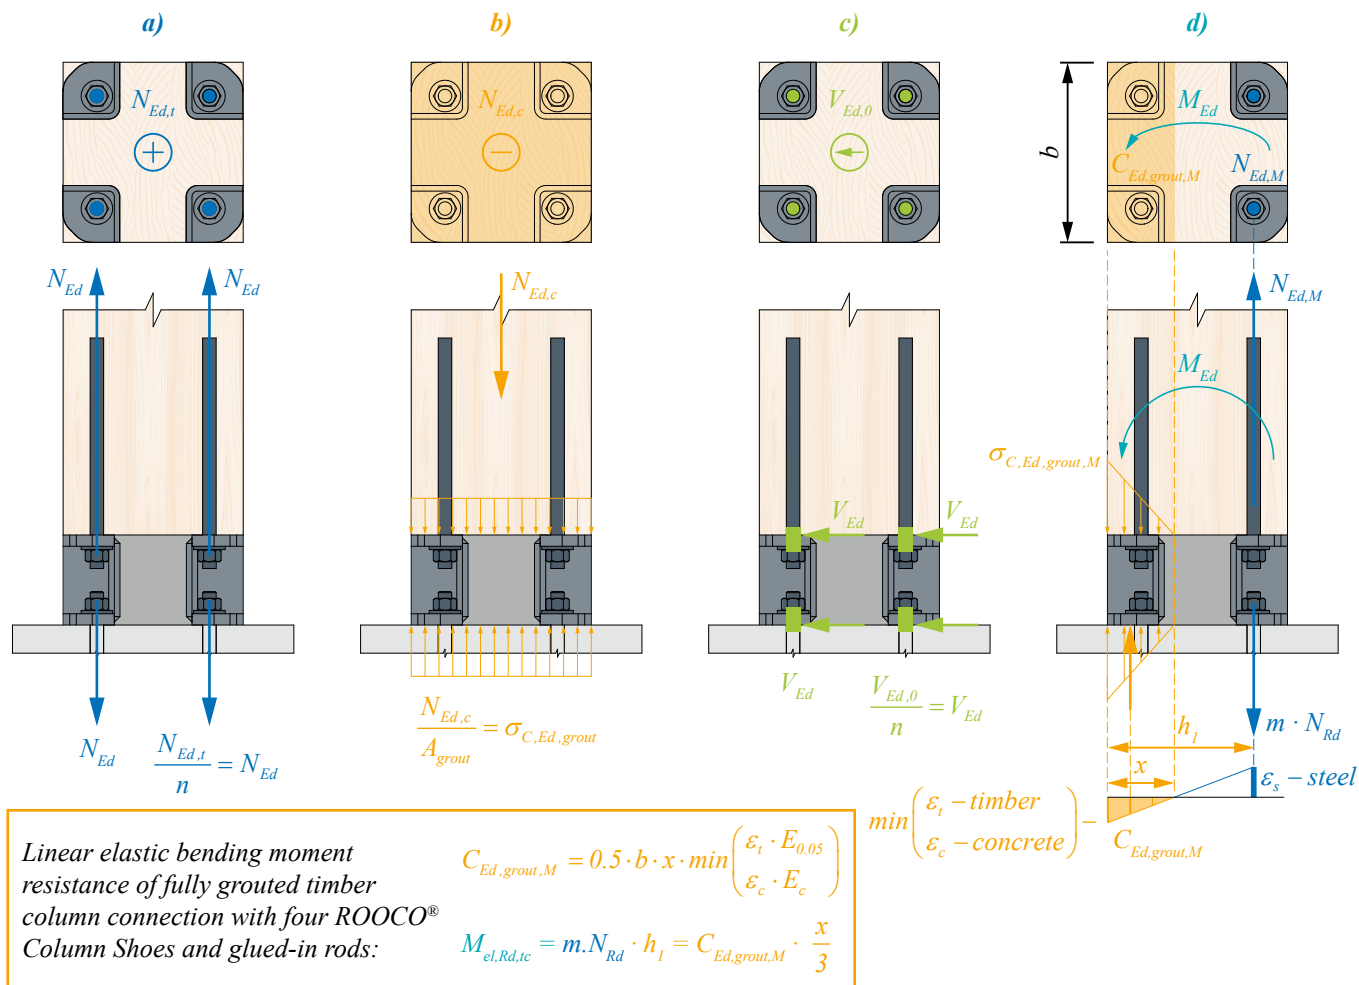 a)
b)
c)
d)
N_Ed,t
N_Ed,c
V_Ed,0
M_Ed
C_Ed,grout,M
N_Ed,M
b
N_Ed
N_Ed
N_Ed,c
N_Ed,M
M_Ed
σ_C,Ed,grout,M
V_Ed
V_Ed
N_Ed
N_Ed,t / n = N_Ed
N_Ed,c / A_grout = σ_C,Ed,grout
V_Ed
V_Ed,0 / n = V_Ed
h_1
m · N_Rd
x
ε_s – steel
min( ε_t – timber
ε_c – concrete ) –
C_Ed,grout,M
Linear elastic bending moment
resistance of fully grouted timber
column connection with four ROOCO®
Column Shoes and glued-in rods:
C_Ed,grout,M = 0.5 · b · x · min( ε_t · E_0.05
ε_c · E_c )
M_el,Rd,tc = m.N_Rd · h_1 = C_Ed,grout,M · x / 3